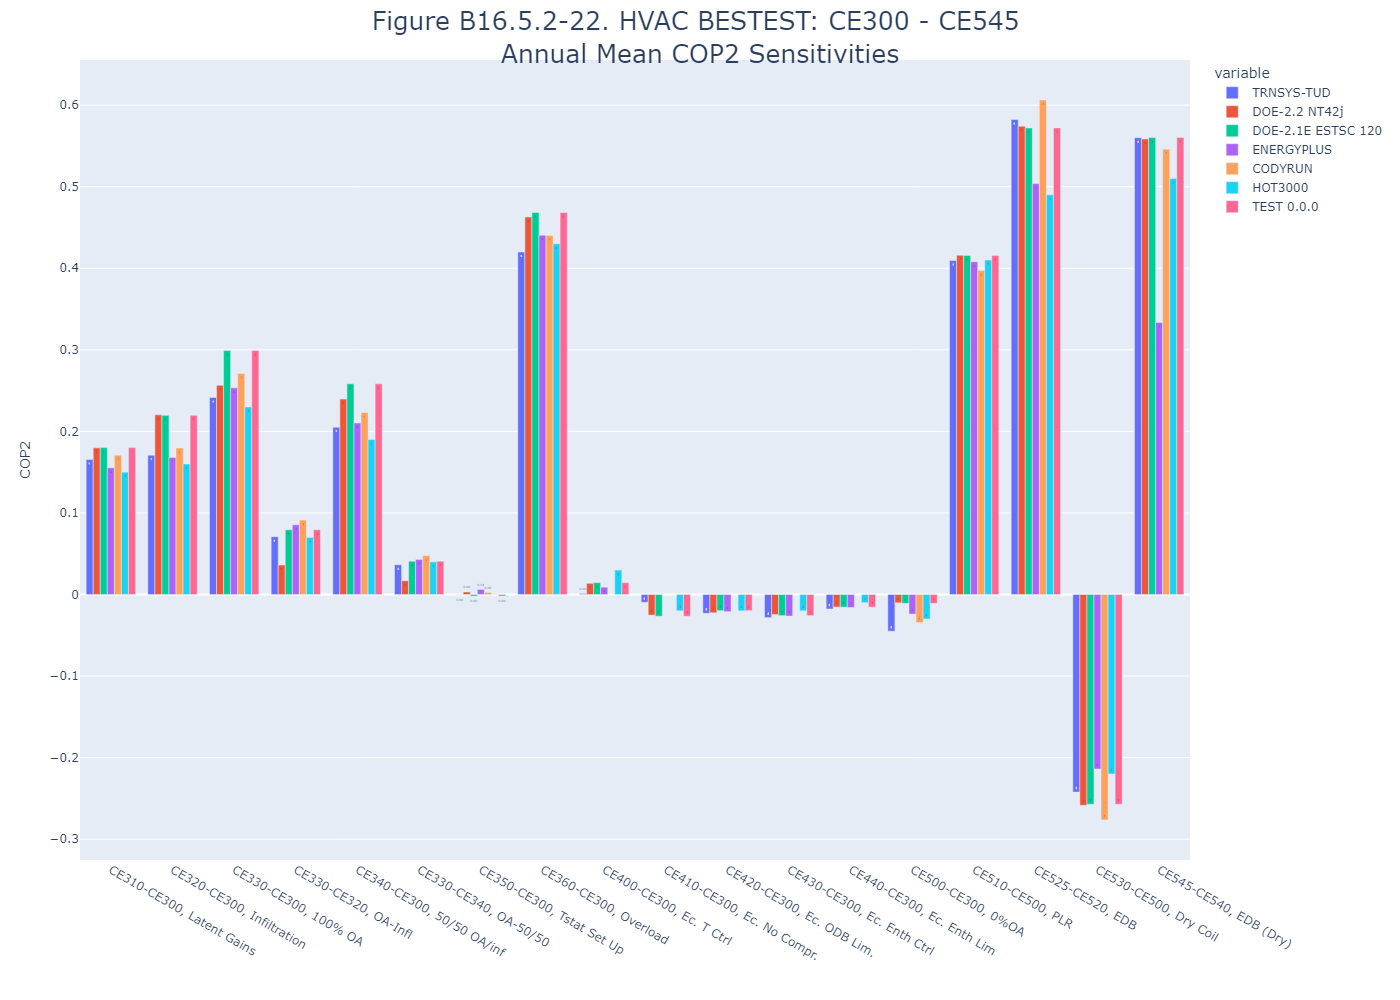 Figure B16.5.2-22. HVAC BESTEST: CE300 - CE545
Annual Mean COP2 Sensitivities
variable
TRNSYS-TUD
DOE-2.2 NT42j
DOE-2.1E ESTSC 120
ENERGYPLUS
CODYRUN
HOT3000
TEST 0.0.0
COP2
0.6
0.5
0.4
0.3
0.2
0.1
0
−0.1
−0.2
−0.3
CE310-CE300, Latent Gains
CE320-CE300, Infiltration
CE330-CE300, 100% OA
CE330-CE320, OA-Infl
CE340-CE300, 50/50 OA/inf
CE330-CE340, OA-50/50
CE350-CE300, Tstat Set Up
CE360-CE300, Overload
CE400-CE300, Ec. T Ctrl
CE410-CE300, Ec. No Compr.
CE420-CE300, Ec. ODB Lim.
CE430-CE300, Ec. Enth Ctrl
CE440-CE300, Ec. Enth Lim
CE500-CE300, 0%OA
CE510-CE500, PLR
CE525-CE520, EDB
CE530-CE500, Dry Coil
CE545-CE540, EDB (Dry)